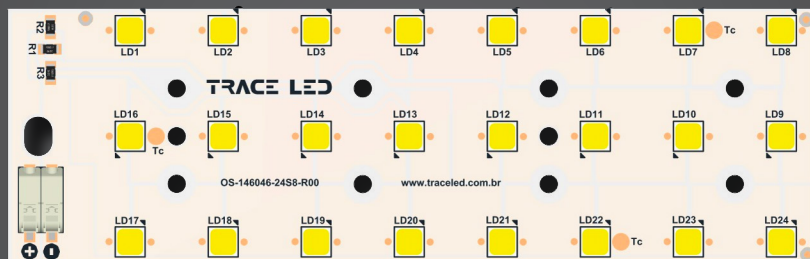 R2
R1
R3
LD1 LD2 LD3 LD4 LD5 LD6 LD7 Tc LD8
TRACE LED
LD16 LD15 LD14 LD13 LD12 LD11 LD10 LD9
Tc
OS-146046-24S8-R00 www.traceled.com.br
LD17 LD18 LD19 LD20 LD21 LD22 LD23 LD24
Tc
+ -